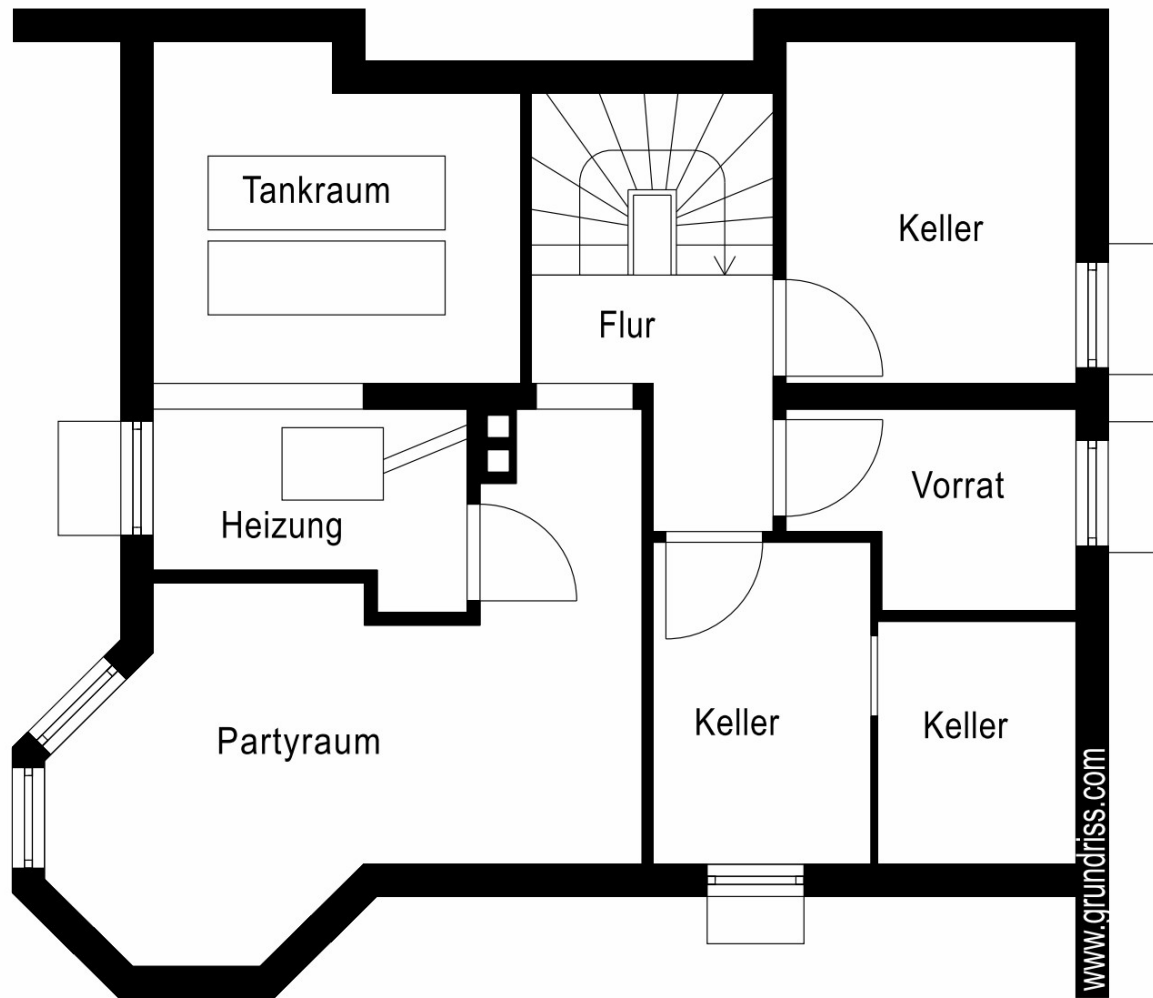 Tankraum
Keller
Flur
Vorrat
Heizung
Partyraum
Keller
Keller
www.grundriss.com